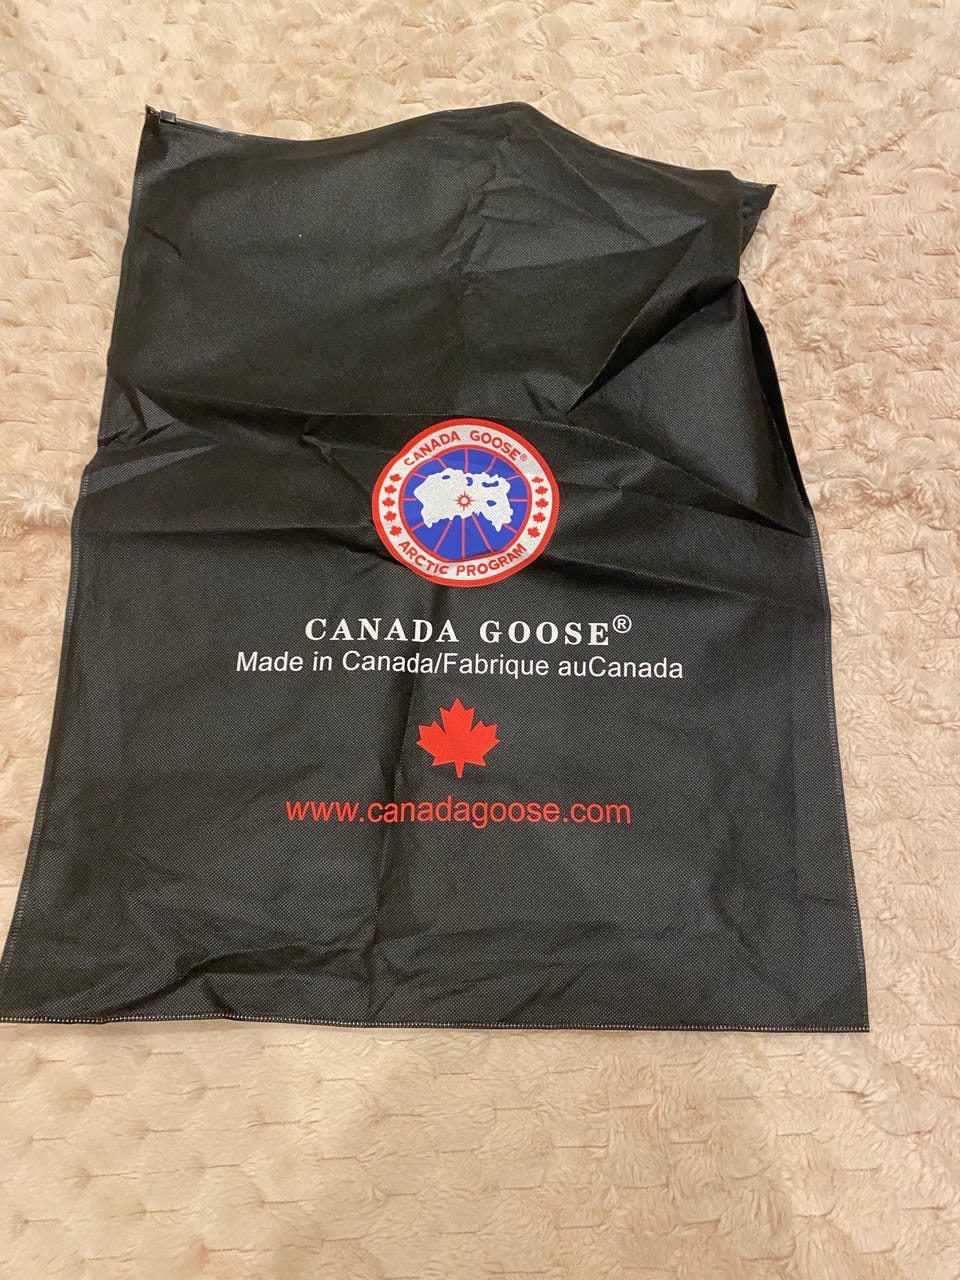 CANADA GOOSE®
ARCTIC PROGRAM
CANADA GOOSE®
Made in Canada/Fabrique auCanada
www.canadagoose.com